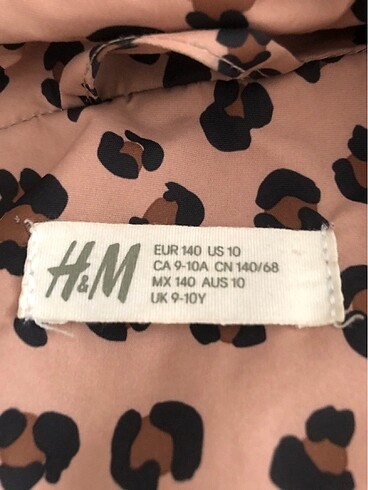 H&M
EUR 140 US 10
CA 9-10A CN 140/68
MX 140 AUS 10
UK 9-10Y